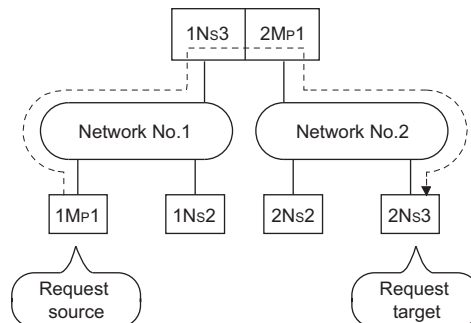 1Ns3 2Mp1
Network No.1 Network No.2
1Mp1 1Ns2 2Ns2 2Ns3
Request
source
Request
target